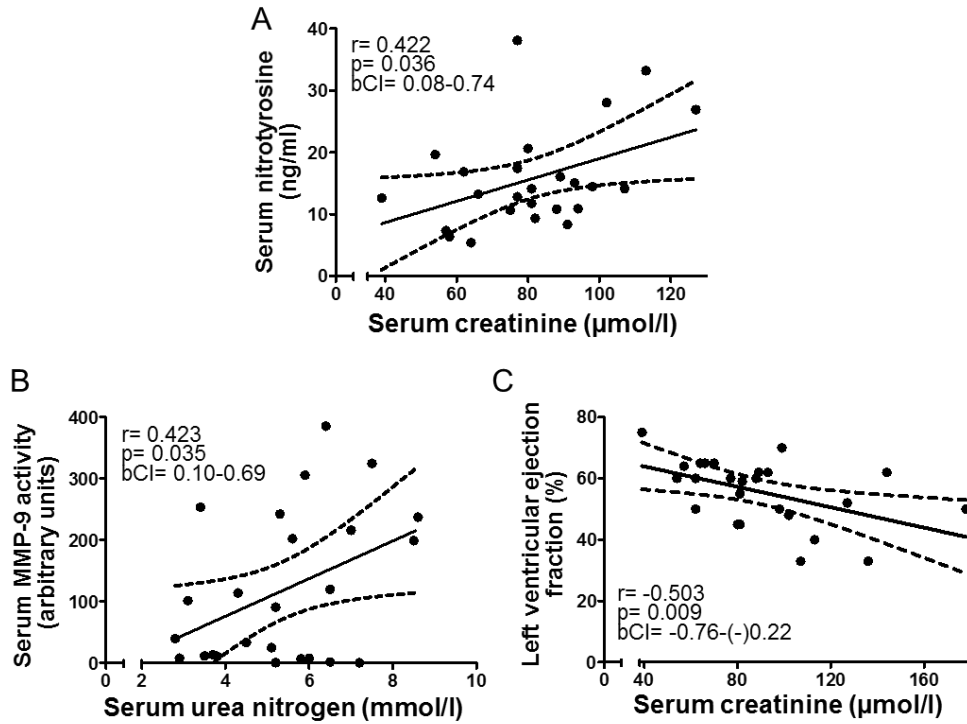 A
r= 0.422
p= 0.036
bCI= 0.08-0.74
Serum nitrotyrosine
(ng/ml)
40
30
20
10
0
0 40 60 80 100 120
Serum creatinine (µmol/l)
B
r= 0.423
p= 0.035
bCI= 0.10-0.69
Serum MMP-9 activity
(arbitrary units)
400
300
200
100
0
2 4 6 8 10
Serum urea nitrogen (mmol/l)
C
Left ventricular ejection
fraction (%)
80
60
40
20
0
r= -0.503
p= 0.009
bCI= -0.76-(-)0.22
0 40 80 120 160
Serum creatinine (µmol/l)